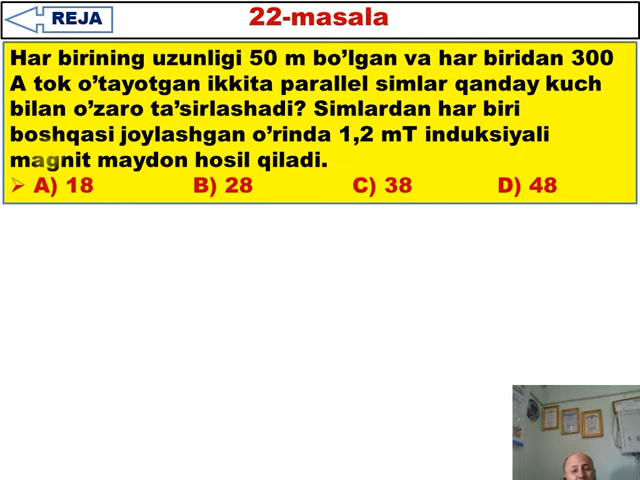 REJA
22-masala
Har birining uzunligi 50 m bo’lgan va har biridan 300
A tok o’tayotgan ikkita parallel simlar qanday kuch
bilan o’zaro ta’sirlashadi? Simlardan har biri
boshqasi joylashgan o’rinda 1,2 mT induksiyali
magnit maydon hosil qiladi.
➢ A) 18 B) 28 C) 38 D) 48